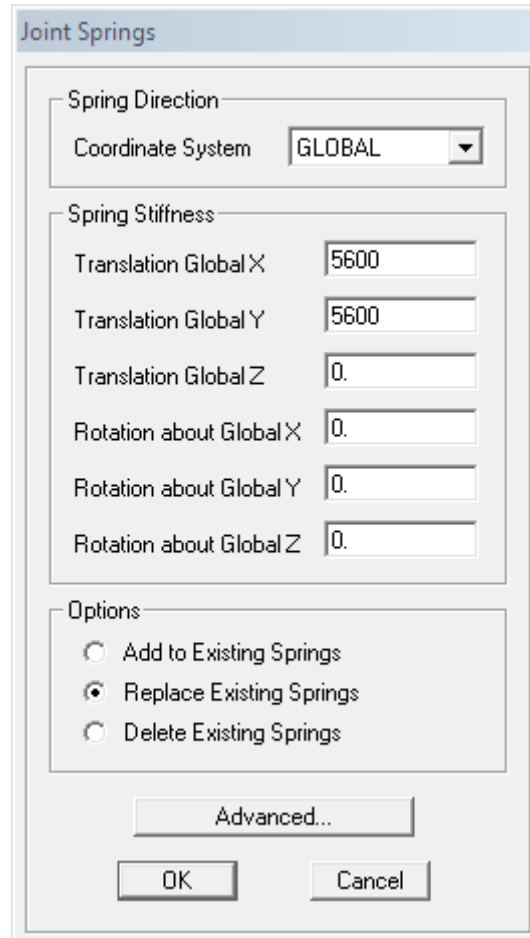 Joint Springs
Spring Direction
Coordinate System GLOBAL
Spring Stiffness
Translation Global X 5600
Translation Global Y 5600
Translation Global Z 0.
Rotation about Global X 0.
Rotation about Global Y 0.
Rotation about Global Z 0.
Options
Add to Existing Springs
Replace Existing Springs
Delete Existing Springs
Advanced...
OK Cancel